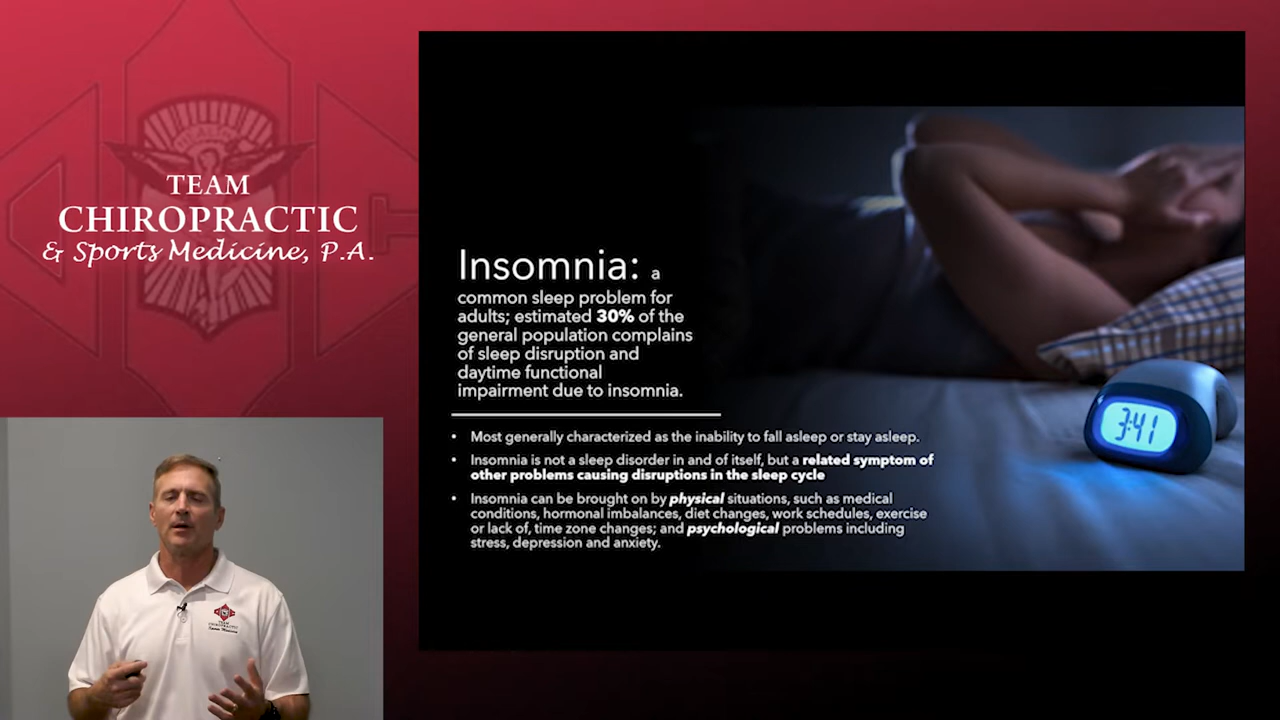 TEAM
CHIROPRACTIC
& Sports Medicine, P.A.
Insomnia: a
common sleep problem for
adults; estimated 30% of the
general population complains
of sleep disruption and
daytime functional
impairment due to insomnia.
• Most generally characterized as the inability to fall asleep or stay asleep.
• Insomnia is not a sleep disorder in and of itself, but a related symptom of
other problems causing disruptions in the sleep cycle
• Insomnia can be brought on by physical situations, such as medical
conditions, hormonal imbalances, diet changes, work schedules, exercise
or lack of, time zone changes; and psychological problems including
stress, depression and anxiety.
3:41
TEAM
CHIROPRACTIC
Sports Medicine